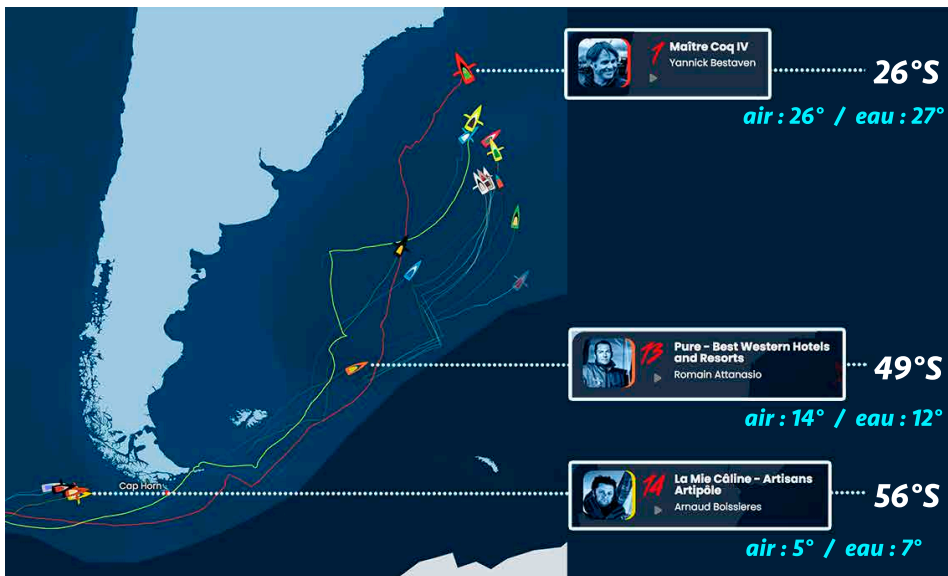 1
Maître Coq IV
Yannick Bestaven
26°S
air : 26° / eau : 27°
13
Pure - Best Western Hotels
and Resorts
Romain Attanasio
49°S
air : 14° / eau : 12°
Cap Horn
14
La Mie Câline - Artisans
Artipôle
Arnaud Boissieres
56°S
air : 5° / eau : 7°